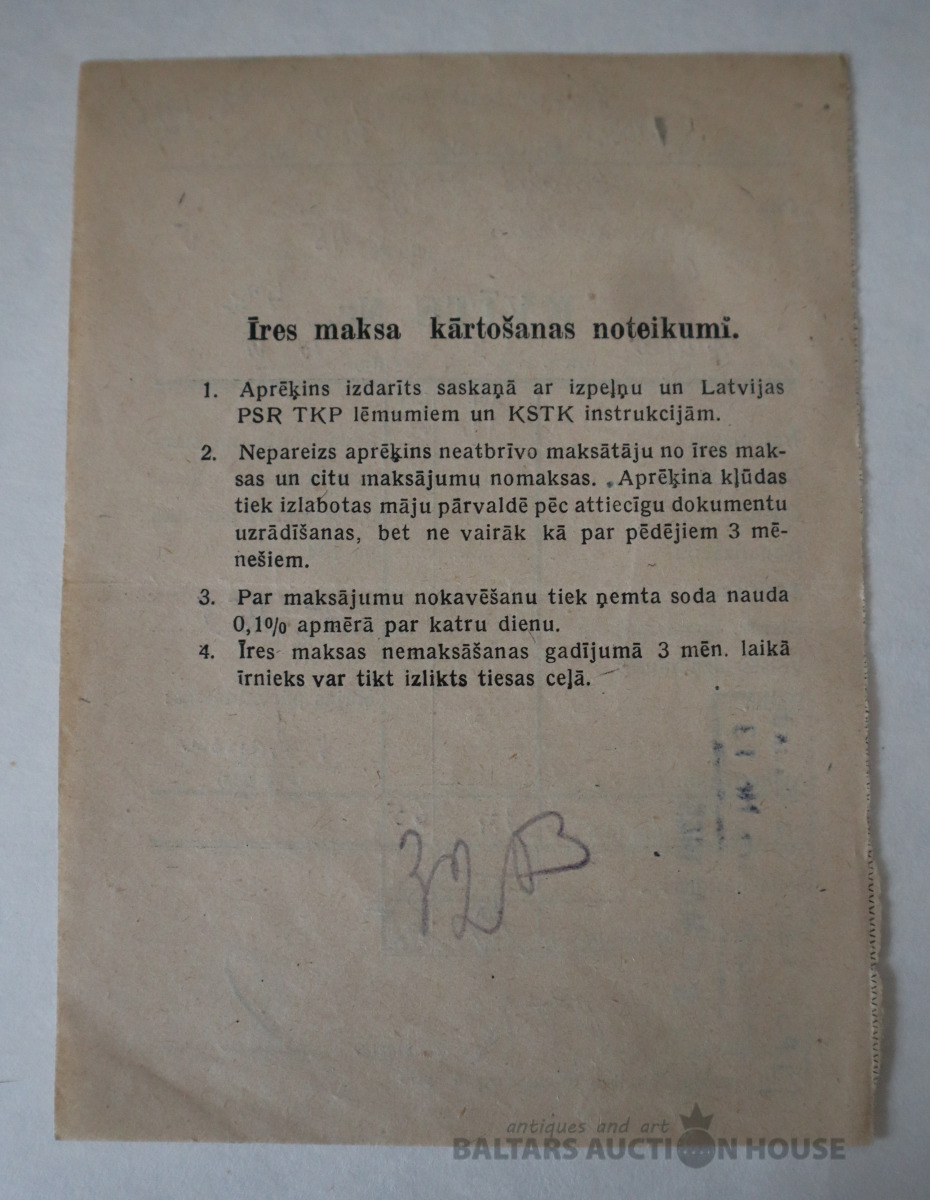 Īres maksa kārtošanas noteikumi.
1. Aprēķins izdarīts saskaņā ar izpeļņu un Latvijas
PSR TKP lēmumiem un KSTK instrukcijām.
2. Nepareizs aprēķins neatbrīvo maksātāju no īres mak-
sas un citu maksājumu nomaksas. Aprēķina kļūdas
tiek izlabotas māju pārvaldē pēc attiecīgu dokumentu
uzrādīšanas, bet ne vairāk kā par pēdējiem 3 mē-
nešiem.
3. Par maksājumu nokavēšanu tiek ņemta soda nauda
0,1% apmērā par katru dienu.
4. Īres maksas nemaksāšanas gadījumā 3 mēn. laikā
īrnieks var tikt izlikts tiesas ceļā.
antiques and art
BALTARS AUCTION HOUSE